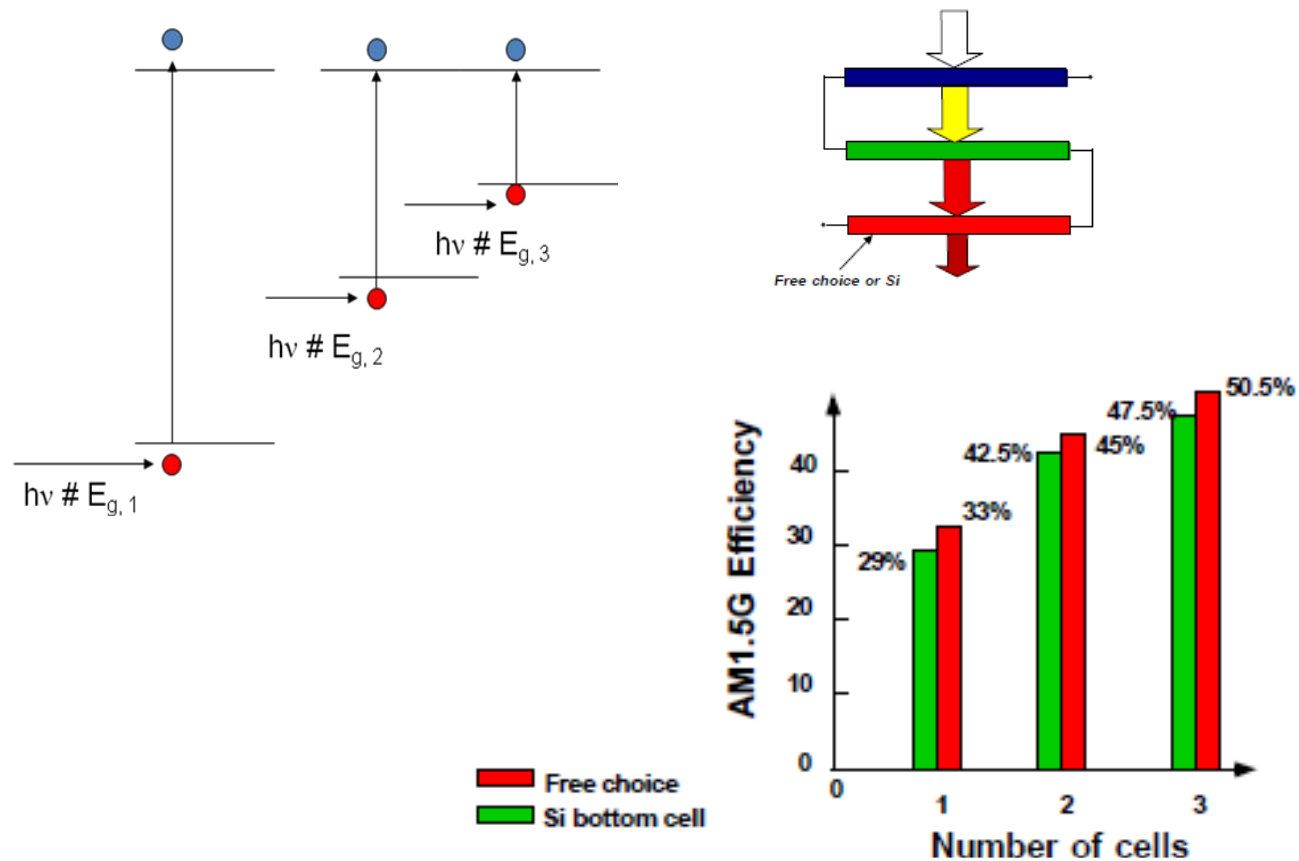 hν # Eg, 1
hν # Eg, 2
hν # Eg, 3
Free choice or Si
AM1.5G Efficiency
40
30
20
10
0
0
29%
33%
42.5%
45%
47.5%
50.5%
1
2
3
Number of cells
Free choice
Si bottom cell